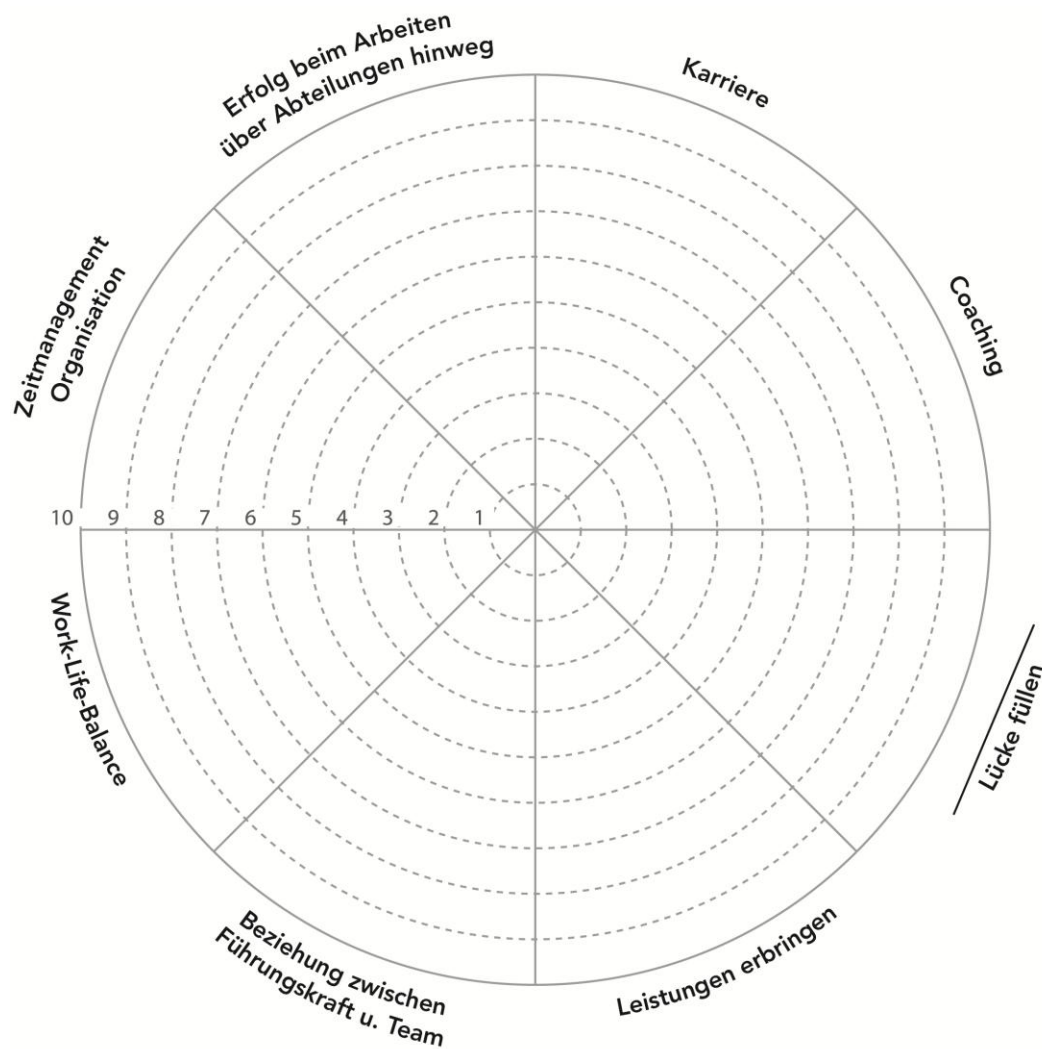 Erfolg beim Arbeiten
über Abteilungen hinweg
Karriere
Zeitmanagement
Organisation
Coaching
10 9 8 7 6 5 4 3 2 1
Work-Life-Balance
Lücke füllen
Beziehung zwischen
Führungskraft u. Team
Leistungen erbringen